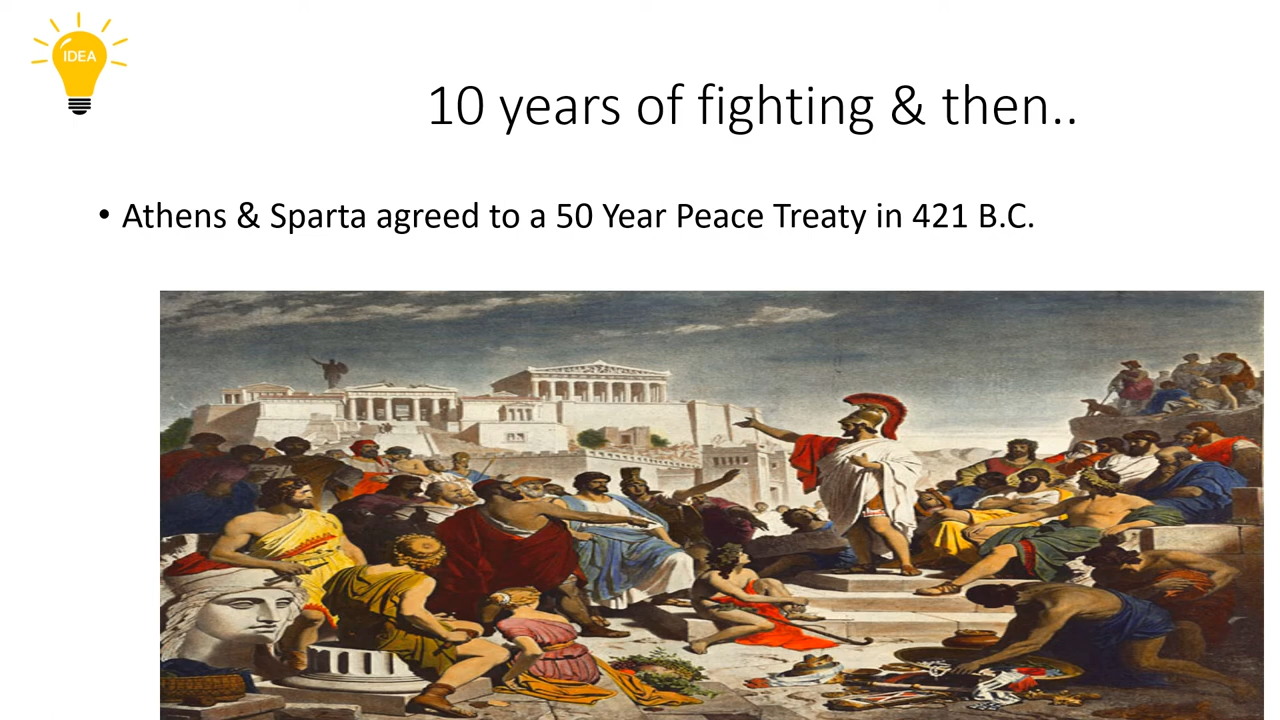 IDEA
10 years of fighting & then..
• Athens & Sparta agreed to a 50 Year Peace Treaty in 421 B.C.